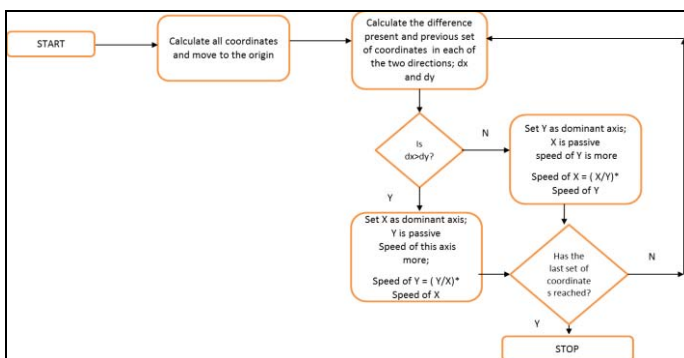 START
Calculate all coordinates
and move to the origin
Calculate the difference
present and previous set
of coordinates in each of
the two directions; dx
and dy
Is
dx>dy?
N
Set Y as dominant axis;
X is passive
speed of Y is more
Speed of X = ( X/Y)*
Speed of Y
Y
Set X as dominant axis;
Y is passive
Speed of this axis
more;
Speed of Y = ( Y/X)*
Speed of X
Has the
last set of
coordinate
s reached?
N
Y
STOP